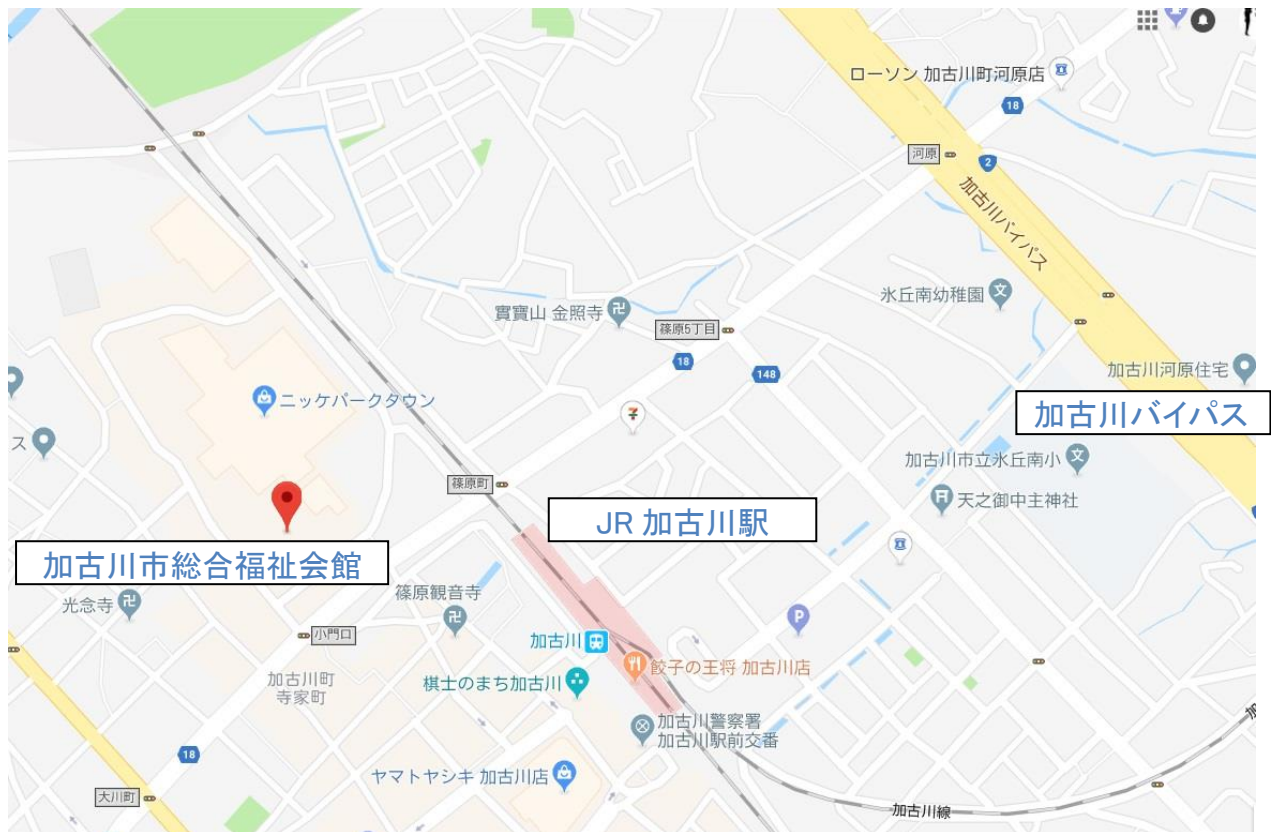 ローソン 加古川町河原店
18
河原
2
加古川バイパス
氷丘南幼稚園
文
實寶山 金照寺
篠原5丁目
18
148
加古川河原住宅
ニッケパークタウン
加古川バイパス
ス
加古川市立氷丘南小
文
篠原町
天之御中主神社
JR 加古川駅
加古川市総合福祉会館
篠原観音寺
光念寺
小門口
P
加古川
餃子の王将 加古川店
加古川町
寺家町
棋士のまち加古川
加古川警察署
加古川駅前交番
18
ヤマトヤシキ 加古川店
大川町
加古川線